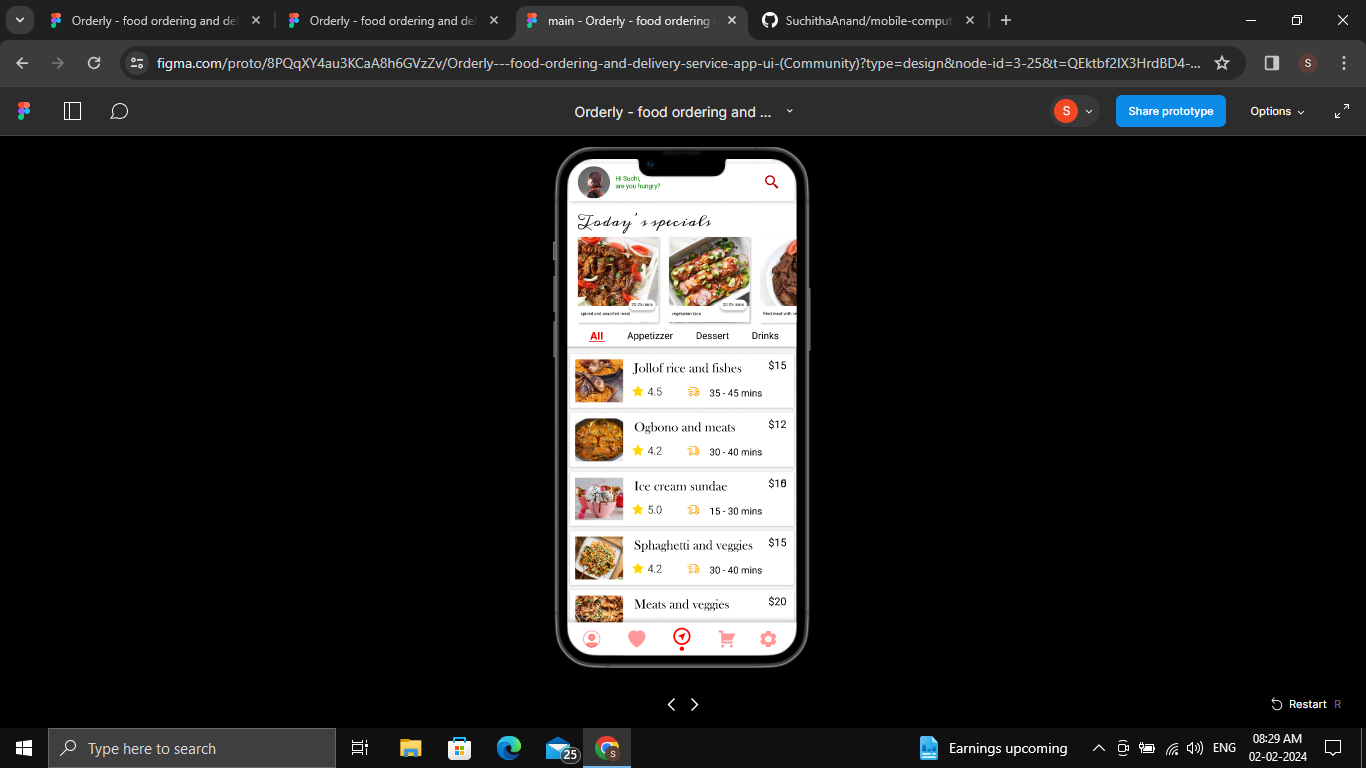 Orderly - food ordering and del
Orderly - food ordering and del
main - Orderly - food ordering
SuchithaAnand/mobile-comput
figma.com/proto/8PQqXY4au3KCaA8h6GVzZv/Orderly---food-ordering-and-delivery-service-app-ui-(Community)?type=design&node-id=3-25&t=QEktbf2lX3HrdBD4-...
S
Orderly - food ordering and ...
S
Share prototype
Options
Hi Suchi,
are you hungry?
Today's specials
20-25 mins
20-25 mins
spiced and assorted meat
vegetarian taco
fried meat with ve
All
Appetizzer
Dessert
Drinks
Jollof rice and fishes
$15
4.5
35 - 45 mins
Ogbono and meats
$12
4.2
30 - 40 mins
Ice cream sundae
5.0
15 - 30 mins
Sphaghetti and veggies
$15
4.2
30 - 40 mins
Meats and veggies
$20
Restart R
Type here to search
25
S
Earnings upcoming
ENG
08:29 AM
02-02-2024